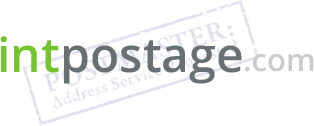 POSTMASTER:
Address Service
intpostage.com